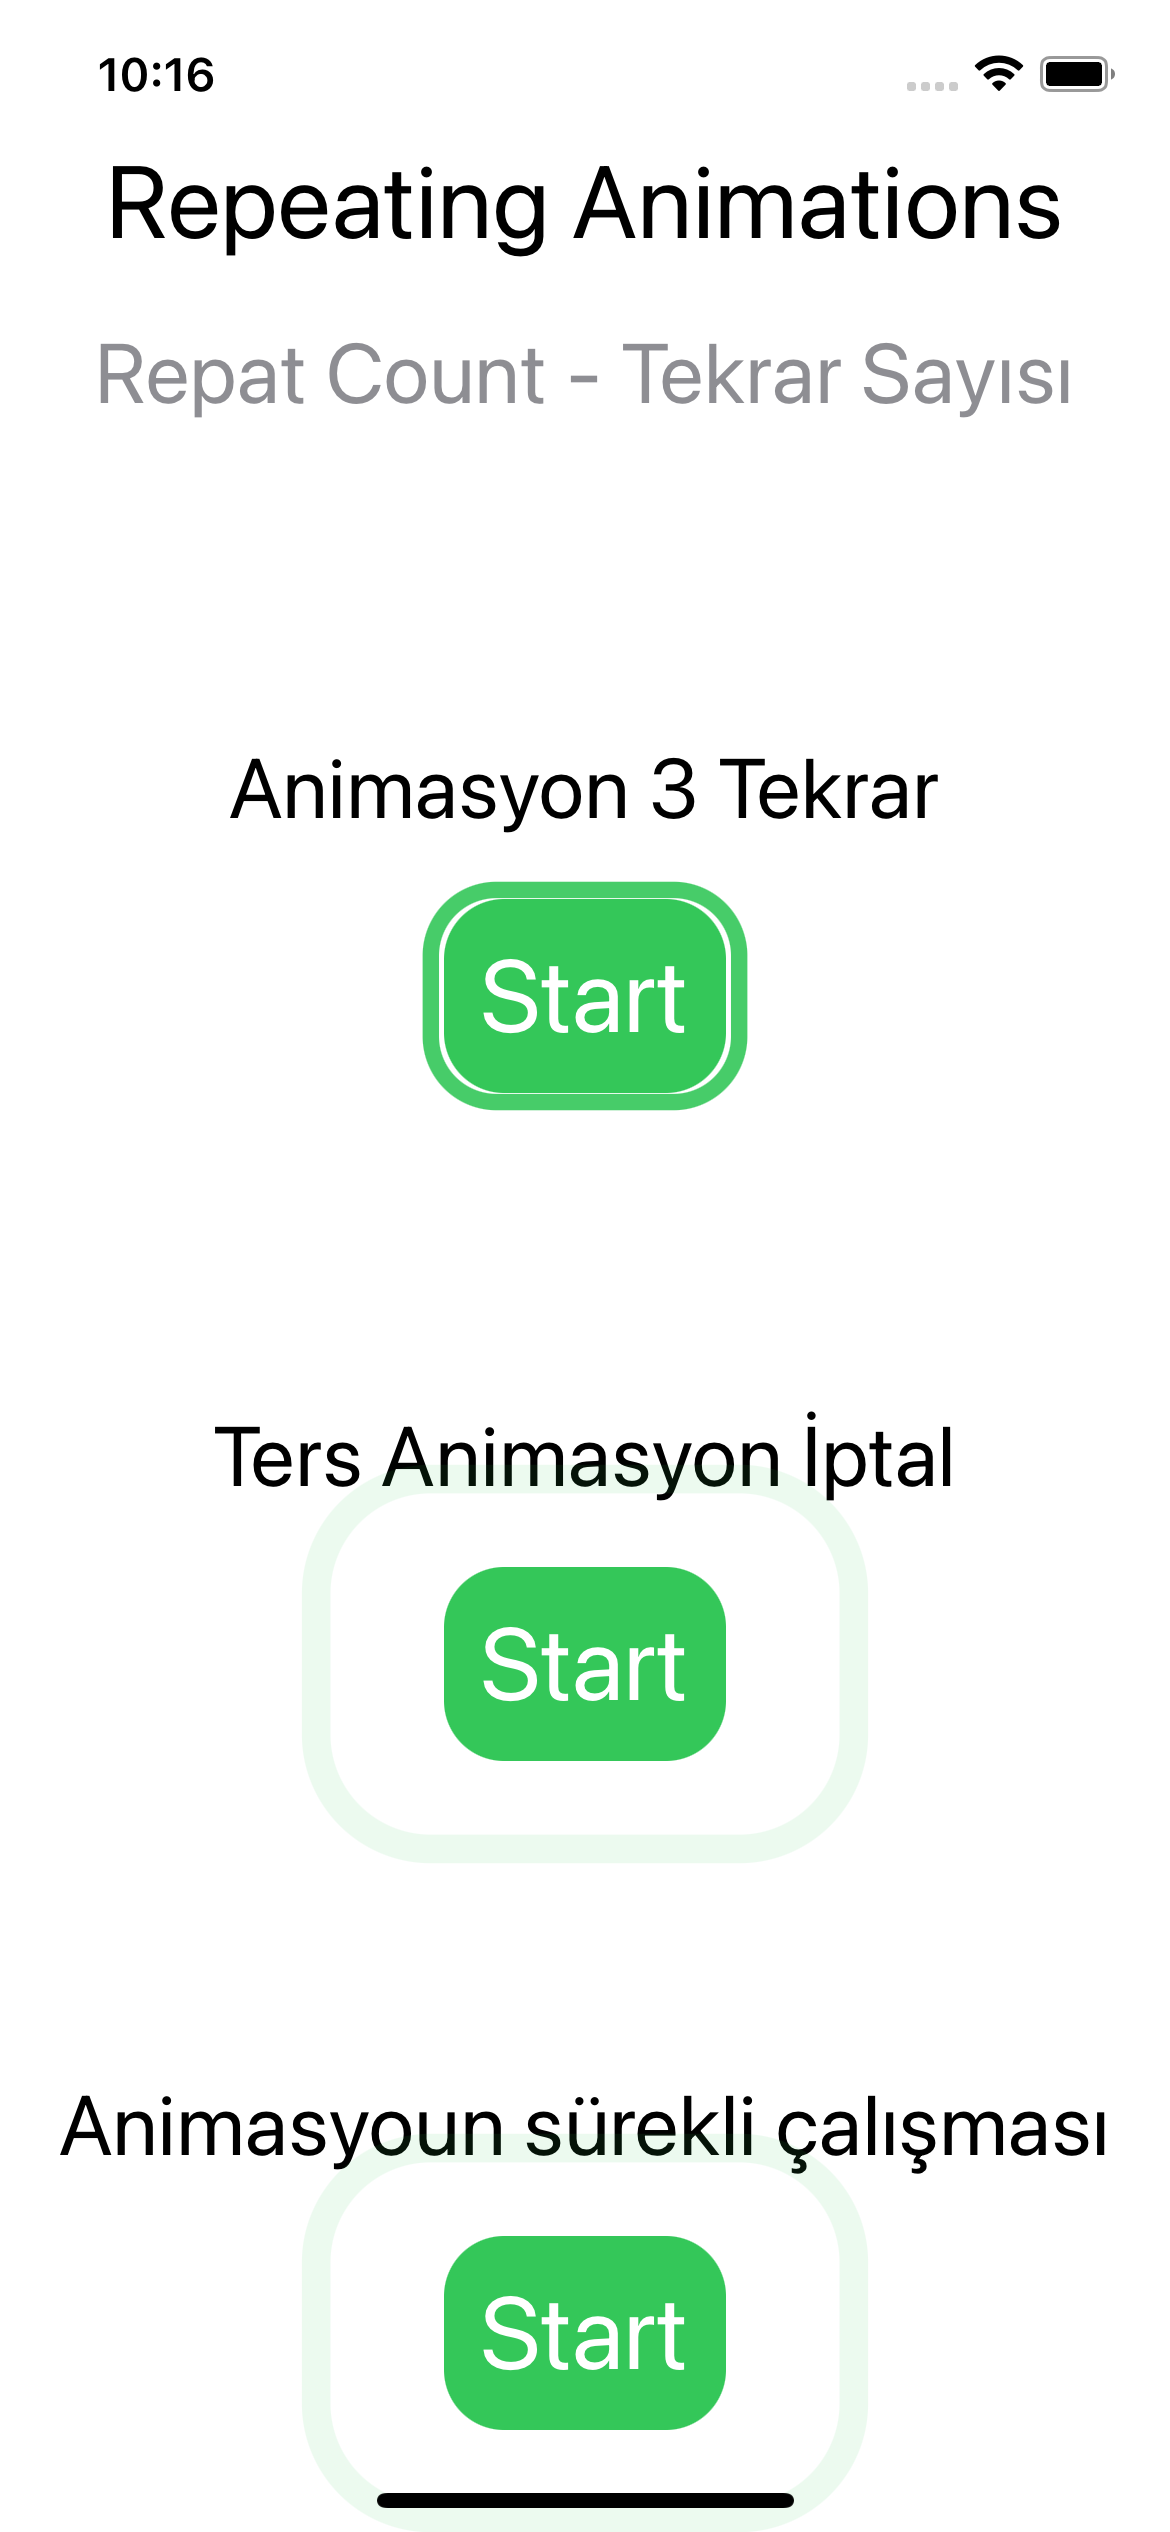 10:16
Repeating Animations
Repat Count - Tekrar Sayısı
Animasyon 3 Tekrar
Start
Ters Animasyon İptal
Start
Animasyoun sürekli çalışması
Start